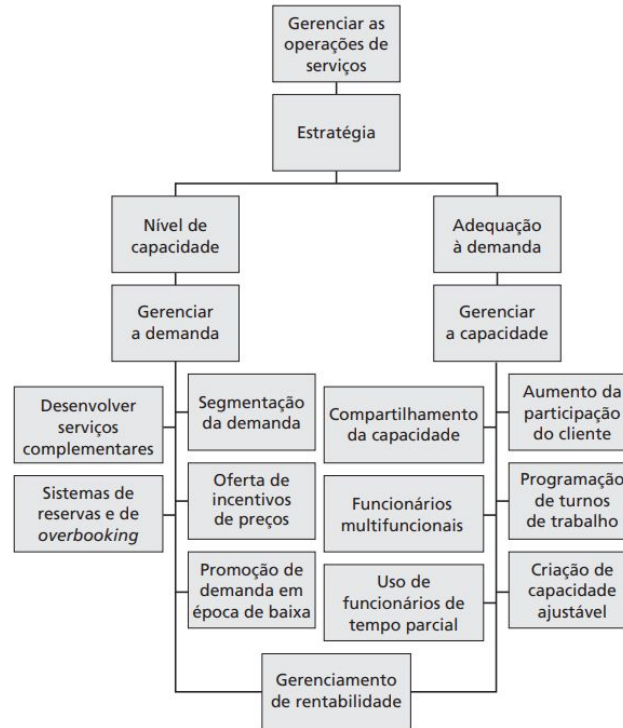 Gerenciar as
operações de
serviços
Estratégia
Nível de
capacidade
Adequação
à demanda
Gerenciar
a demanda
Gerenciar
a capacidade
Desenvolver
serviços
complementares
Segmentação
da demanda
Compartilhamento
da capacidade
Aumento da
participação
do cliente
Sistemas de
reservas e de
overbooking
Oferta de
incentivos
de preços
Funcionários
multifuncionais
Programação
de turnos
de trabalho
Promoção de
demanda em
época de baixa
Uso de
funcionários de
tempo parcial
Criação de
capacidade
ajustável
Gerenciamento
de rentabilidade